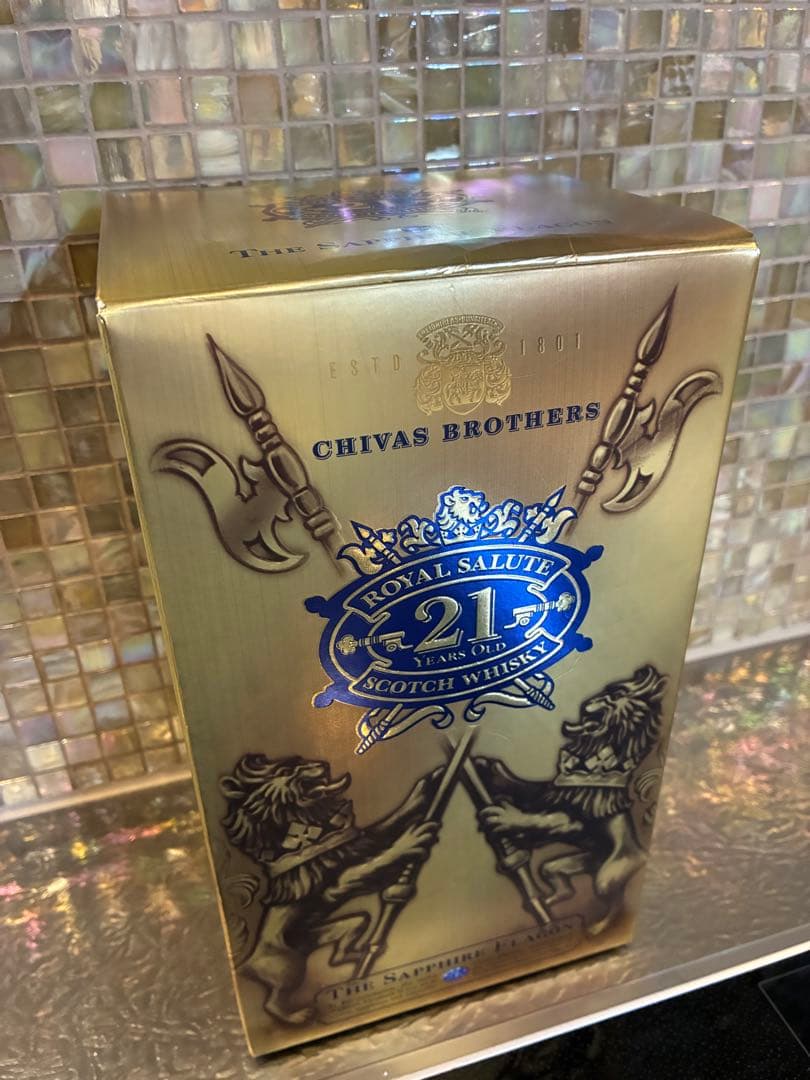 THE SAPPHIRE FLAGON
ESTD 1801
CHIVAS BROTHERS
ROYAL SALUTE
21
YEARS OLD
SCOTCH WHISKY
THE SAPPHIRE FLAGON